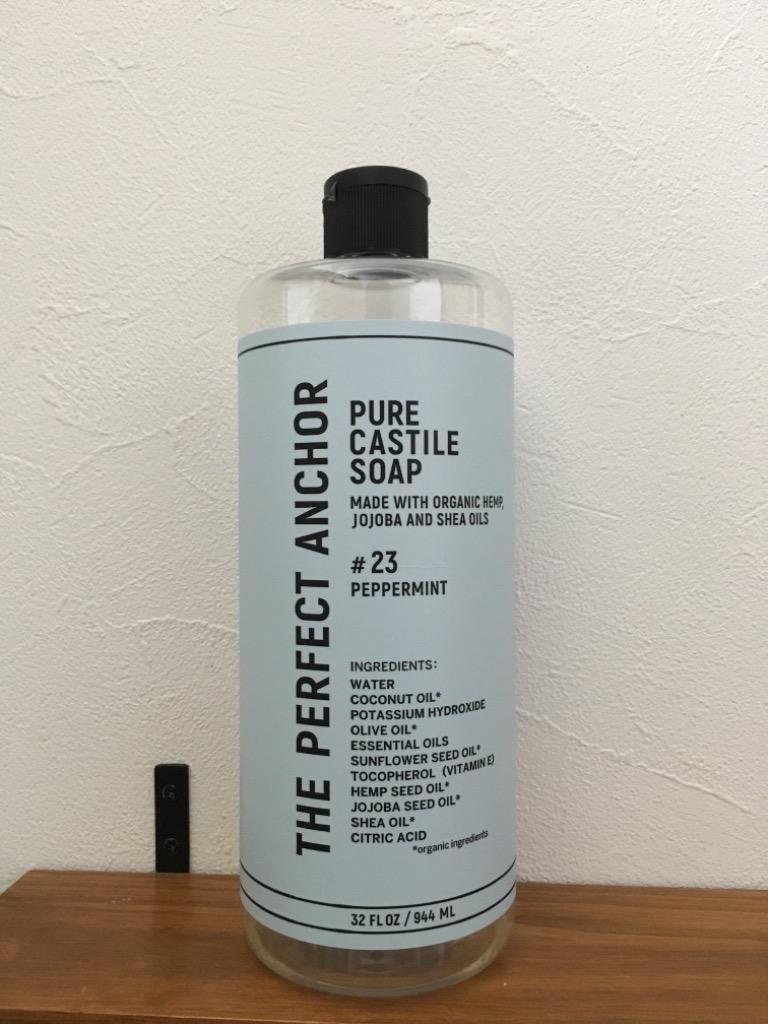 THE PERFECT ANCHOR
PURE
CASTILE
SOAP
MADE WITH ORGANIC HEMP,
JOJOBA AND SHEA OILS
# 23
PEPPERMINT
INGREDIENTS:
WATER
COCONUT OIL*
POTASSIUM HYDROXIDE
OLIVE OIL*
ESSENTIAL OILS
SUNFLOWER SEED OIL*
TOCOPHEROL (VITAMIN E)
HEMP SEED OIL*
JOJOBA SEED OIL*
SHEA OIL*
CITRIC ACID
*organic ingredients
32 FL OZ / 944 ML